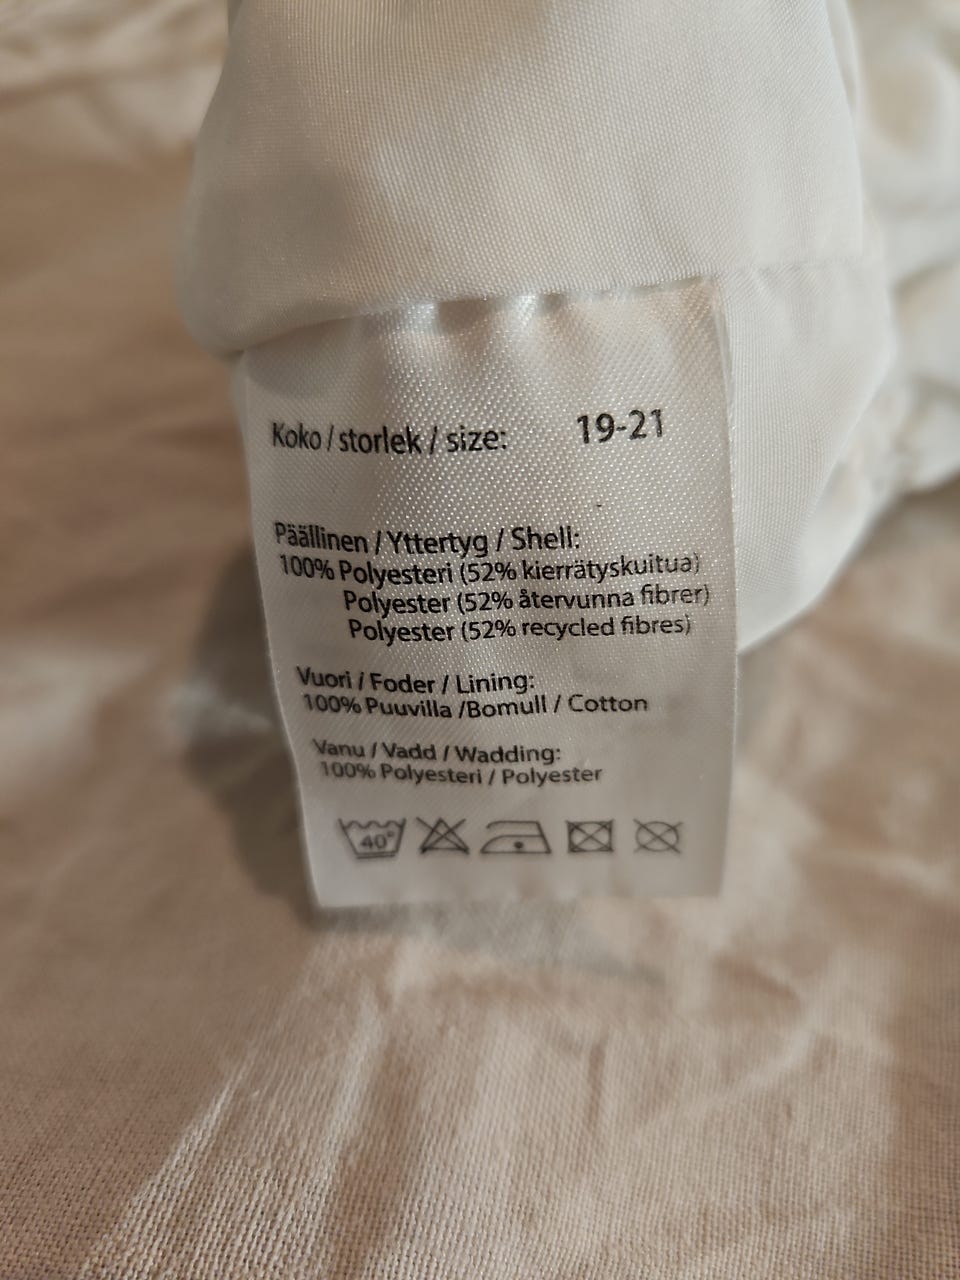 Koko / storlek / size: 19-21
Päällinen / Yttertyg / Shell:
100% Polyesteri (52% kierrätyskuitua)
Polyester (52% återvunna fibrer)
Polyester (52% recycled fibres)
Vuori / Foder / Lining:
100% Puuvilla /Bomull / Cotton
Vanu / Vadd / Wadding:
100% Polyesteri / Polyester
40°